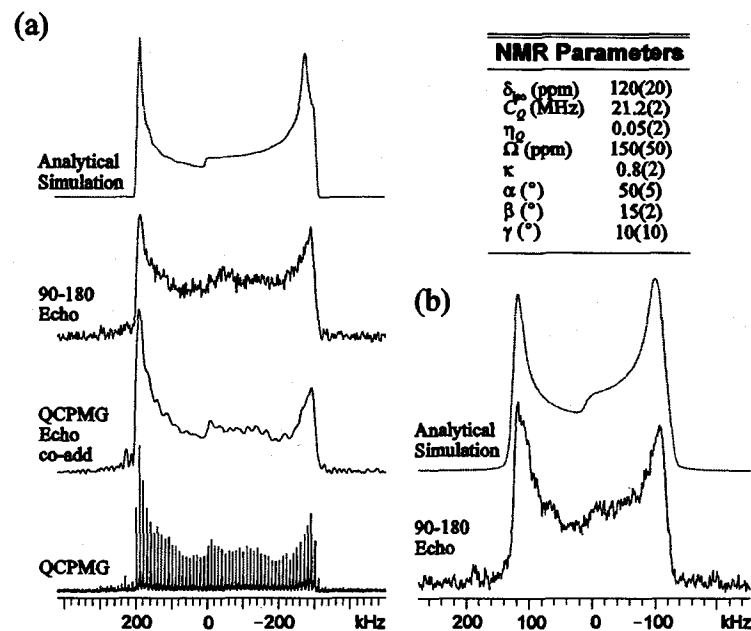 (a)
Analytical
Simulation
90-180
Echo
QCPMG
Echo
co-add
QCPMG
200 0 -200 kHz
NMR Parameters
δiso (ppm) 120(20)
CQ (MHz) 21.2(2)
ηQ 0.05(2)
Ω (ppm) 150(50)
κ 0.8(2)
α (°) 50(5)
β (°) 15(2)
γ (°) 10(10)
(b)
Analytical
Simulation
90-180
Echo
200 100 0 -100 kHz